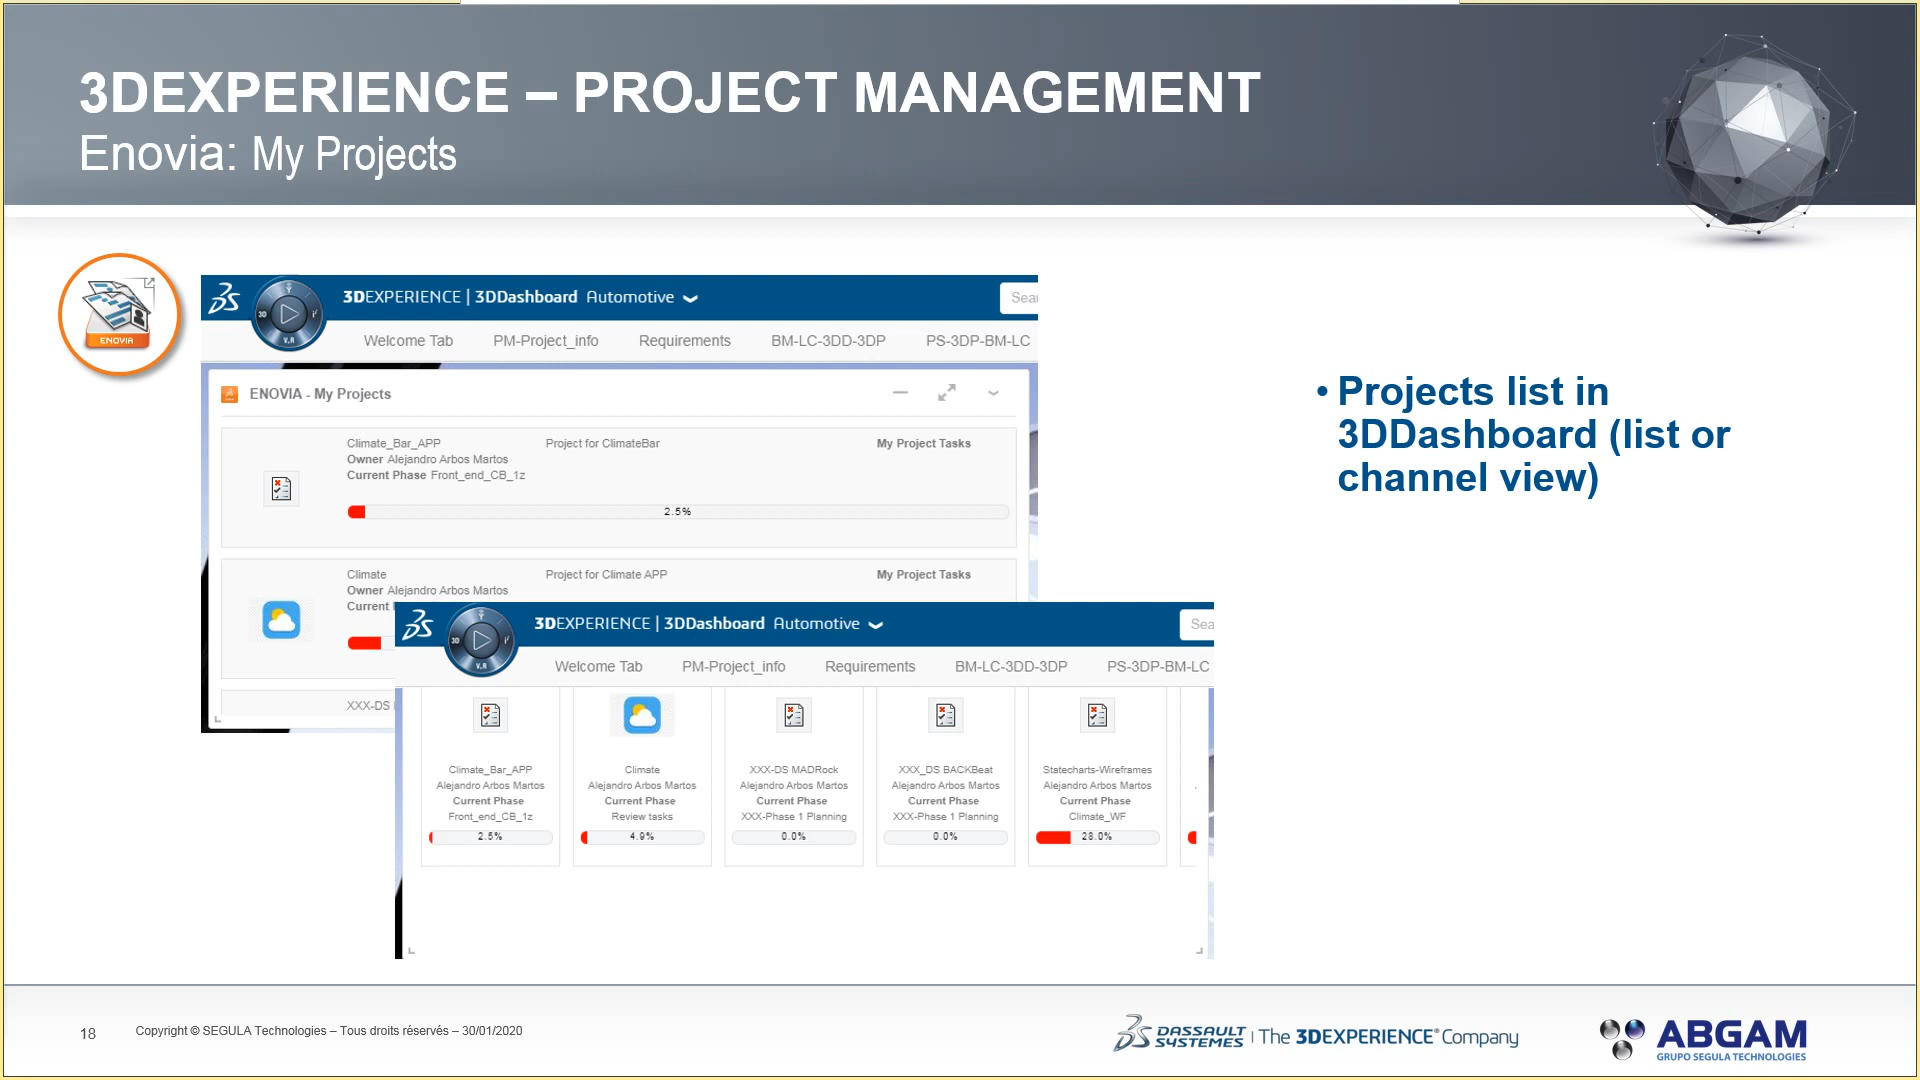 3DEXPERIENCE – PROJECT MANAGEMENT
Enovia: My Projects
ENOVIA
3DEXPERIENCE | 3DDashboard Automotive
Sear
3D
V.R
Welcome Tab PM-Project_info Requirements BM-LC-3DD-3DP PS-3DP-BM-LC
ENOVIA - My Projects
Climate_Bar_APP Project for ClimateBar My Project Tasks
Owner Alejandro Arbos Martos
Current Phase Front_end_CB_1z
2.5%
Climate Project for Climate APP My Project Tasks
Owner Alejandro Arbos Martos
Current
XXX-DS
3DEXPERIENCE | 3DDashboard Automotive
Sea
3D
V.R
Welcome Tab PM-Project_info Requirements BM-LC-3DD-3DP PS-3DP-BM-LC
Climate_Bar_APP
Alejandro Arbos Martos
Current Phase
Front_end_CB_1z
2.5%
Climate
Alejandro Arbos Martos
Current Phase
Review tasks
4.9%
XXX-DS MADRock
Alejandro Arbos Martos
Current Phase
XXX-Phase 1 Planning
0.0%
XXX_DS BACKBeat
Alejandro Arbos Martos
Current Phase
XXX-Phase 1 Planning
0.0%
Statecharts-Wireframes
Alejandro Arbos Martos
Current Phase
Climate_WF
28.0%
• Projects list in
3DDashboard (list or
channel view)
18
Copyright © SEGULA Technologies – Tous droits réservés – 30/01/2020
DASSAULT SYSTEMES | The 3DEXPERIENCE® Company
ABGAM
GRUPO SEGULA TECHNOLOGIES